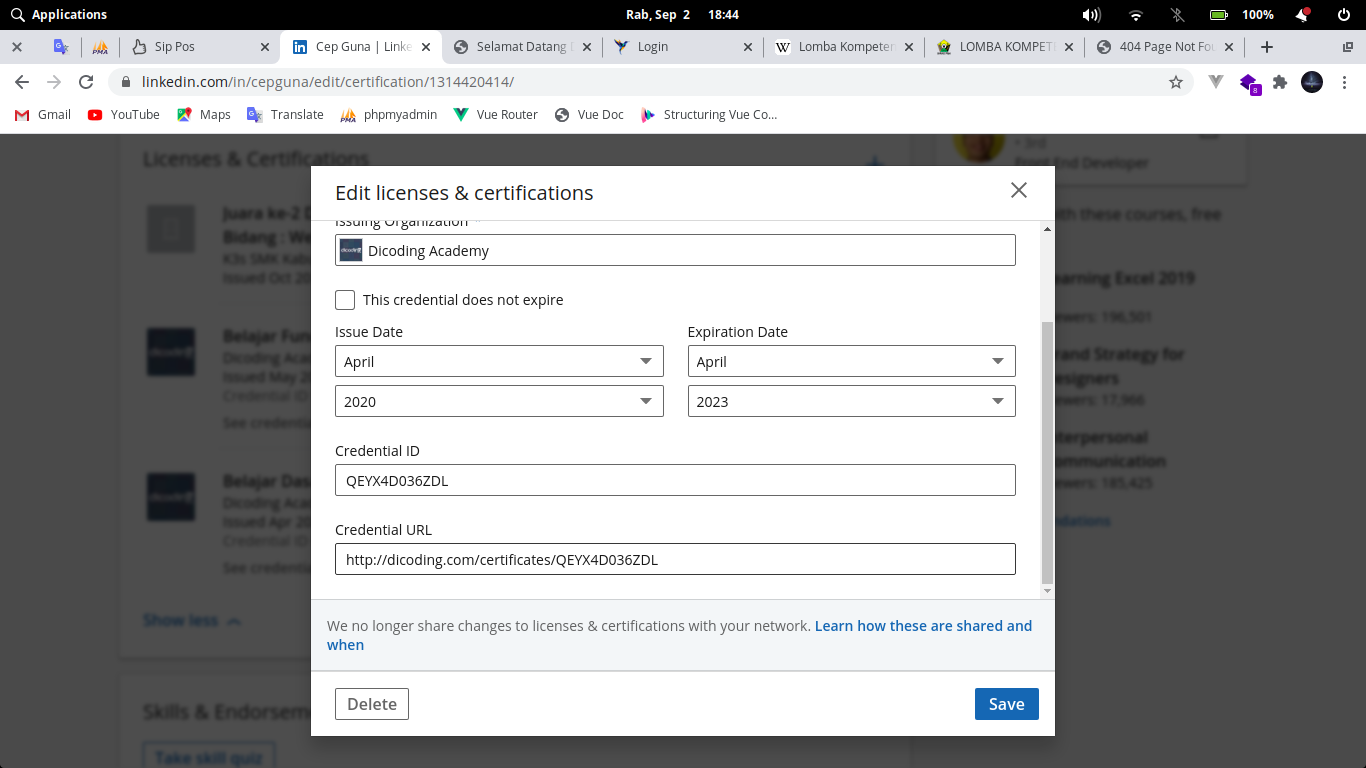 Applications
Rab, Sep 2 18:44
100%
Sip Pos
Cep Guna | Linke
Selamat Datang
Login
Lomba Kompeten
LOMBA KOMPETI
404 Page Not Fou
linkedin.com/in/cepguna/edit/certification/1314420414/
8
Gmail
YouTube
Maps
Translate
phpmyadmin
Vue Router
Vue Doc
Structuring Vue Co...
Licenses & Certifications
• 3rd
Front End Developer
Edit licenses & certifications
Juara ke-2
Bidang : We
K3s SMK Kab
Issued Oct 20
with these courses, free
Issuing Organization *
Dicoding Academy
This credential does not expire
Issue Date
Expiration Date
April
April
2020
2023
Credential ID
QEYX4D036ZDL
Credential URL
http://dicoding.com/certificates/QEYX4D036ZDL
earning Excel 2019
ewers: 196,501
rand Strategy for
esigners
ewers: 17,966
terpersonal
ommunication
ewers: 185,425
dations
Belajar Fun
Dicoding Aca
Issued May 20
Credential ID
See credentia
Belajar Das
Dicoding Aca
Issued Apr 20
Credential ID
See credentia
Show less
We no longer share changes to licenses & certifications with your network. Learn how these are shared and
when
Delete
Save
Skills & Endorsem
Take skill quiz